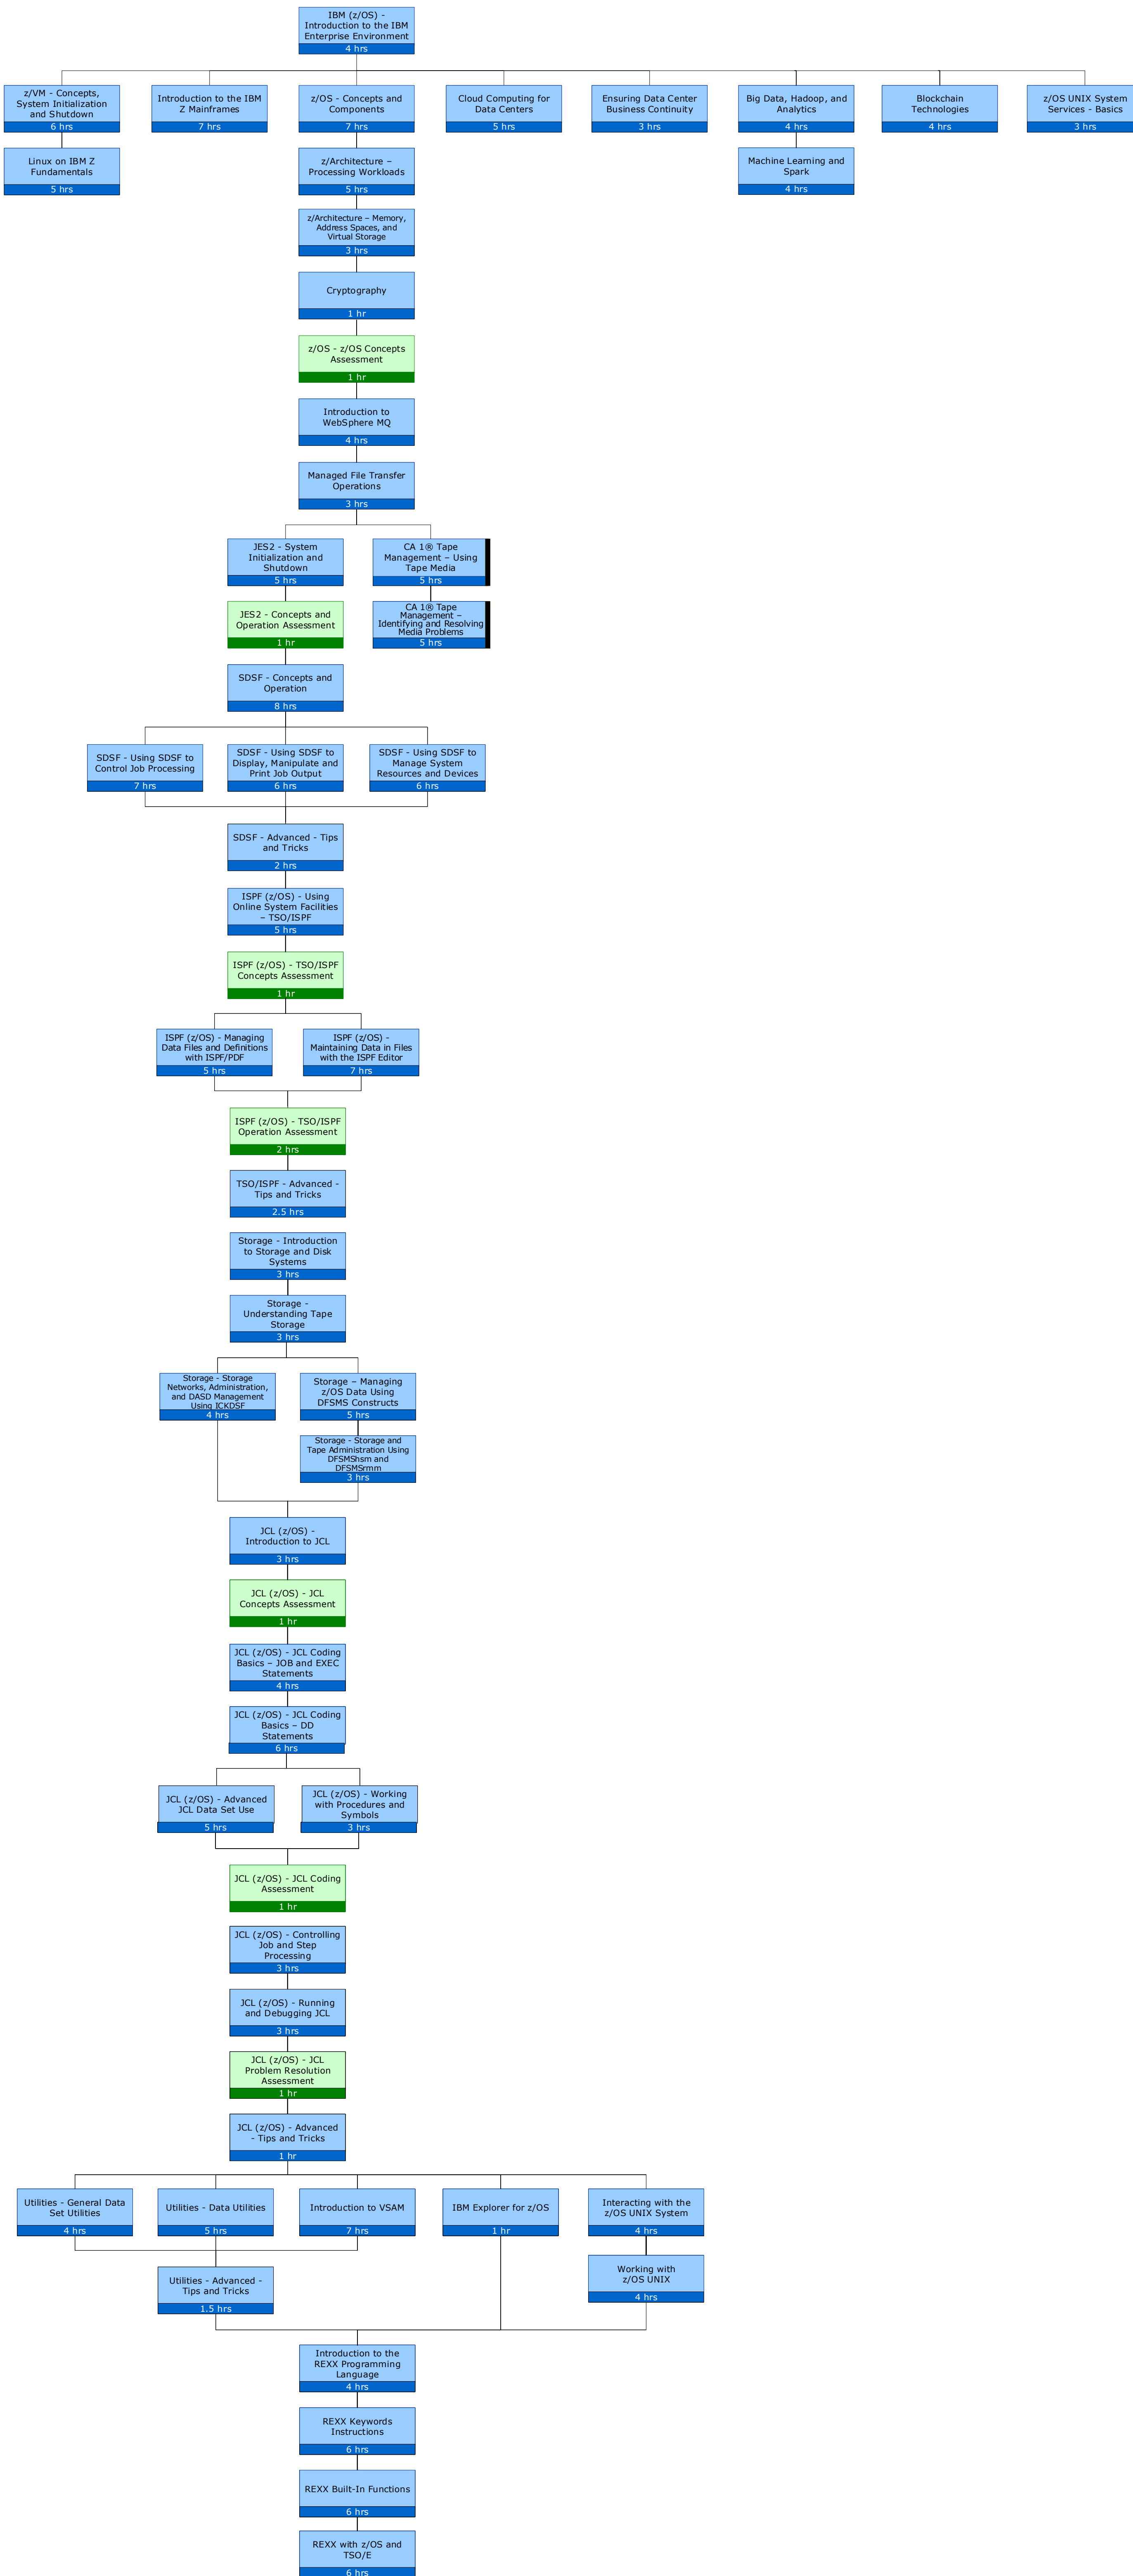 IBM (z/OS) -
Introduction to the IBM
Enterprise Environment
4 hrs
z/VM - Concepts,
System Initialization
and Shutdown
6 hrs
Introduction to the IBM
Z Mainframes
7 hrs
z/OS - Concepts and
Components
7 hrs
Cloud Computing for
Data Centers
5 hrs
Ensuring Data Center
Business Continuity
3 hrs
Big Data, Hadoop, and
Analytics
4 hrs
Blockchain
Technologies
4 hrs
z/OS UNIX System
Services - Basics
3 hrs
Linux on IBM Z
Fundamentals
5 hrs
z/Architecture –
Processing Workloads
5 hrs
Machine Learning and
Spark
4 hrs
z/Architecture – Memory,
Address Spaces, and
Virtual Storage
3 hrs
Cryptography
1 hr
z/OS - z/OS Concepts
Assessment
1 hr
Introduction to
WebSphere MQ
4 hrs
Managed File Transfer
Operations
3 hrs
JES2 - System
Initialization and
Shutdown
5 hrs
CA 1® Tape
Management – Using
Tape Media
5 hrs
JES2 - Concepts and
Operation Assessment
1 hr
CA 1® Tape
Management –
Identifying and Resolving
Media Problems
5 hrs
SDSF - Concepts and
Operation
8 hrs
SDSF - Using SDSF to
Control Job Processing
7 hrs
SDSF - Using SDSF to
Display, Manipulate and
Print Job Output
6 hrs
SDSF - Using SDSF to
Manage System
Resources and Devices
6 hrs
SDSF - Advanced - Tips
and Tricks
2 hrs
ISPF (z/OS) - Using
Online System Facilities
– TSO/ISPF
5 hrs
ISPF (z/OS) - TSO/ISPF
Concepts Assessment
1 hr
ISPF (z/OS) - Managing
Data Files and Definitions
with ISPF/PDF
5 hrs
ISPF (z/OS) -
Maintaining Data in Files
with the ISPF Editor
7 hrs
ISPF (z/OS) - TSO/ISPF
Operation Assessment
2 hrs
TSO/ISPF - Advanced -
Tips and Tricks
2.5 hrs
Storage - Introduction
to Storage and Disk
Systems
3 hrs
Storage -
Understanding Tape
Storage
3 hrs
Storage - Storage
Networks, Administration,
and DASD Management
Using ICKDSF
4 hrs
Storage – Managing
z/OS Data Using
DFSMS Constructs
5 hrs
Storage - Storage and
Tape Administration Using
DFSMShsm and
DFSMSrmm
3 hrs
JCL (z/OS) -
Introduction to JCL
3 hrs
JCL (z/OS) - JCL
Concepts Assessment
1 hr
JCL (z/OS) - JCL Coding
Basics – JOB and EXEC
Statements
4 hrs
JCL (z/OS) - JCL Coding
Basics – DD
Statements
6 hrs
JCL (z/OS) - Advanced
JCL Data Set Use
5 hrs
JCL (z/OS) - Working
with Procedures and
Symbols
3 hrs
JCL (z/OS) - JCL Coding
Assessment
1 hr
JCL (z/OS) - Controlling
Job and Step
Processing
3 hrs
JCL (z/OS) - Running
and Debugging JCL
3 hrs
JCL (z/OS) - JCL
Problem Resolution
Assessment
1 hr
JCL (z/OS) - Advanced
- Tips and Tricks
1 hr
Utilities - General Data
Set Utilities
4 hrs
Utilities - Data Utilities
5 hrs
Introduction to VSAM
7 hrs
IBM Explorer for z/OS
1 hr
Interacting with the
z/OS UNIX System
4 hrs
Utilities - Advanced -
Tips and Tricks
1.5 hrs
Working with
z/OS UNIX
4 hrs
Introduction to the
REXX Programming
Language
4 hrs
REXX Keywords
Instructions
6 hrs
REXX Built-In Functions
6 hrs
REXX with z/OS and
TSO/E
6 hrs